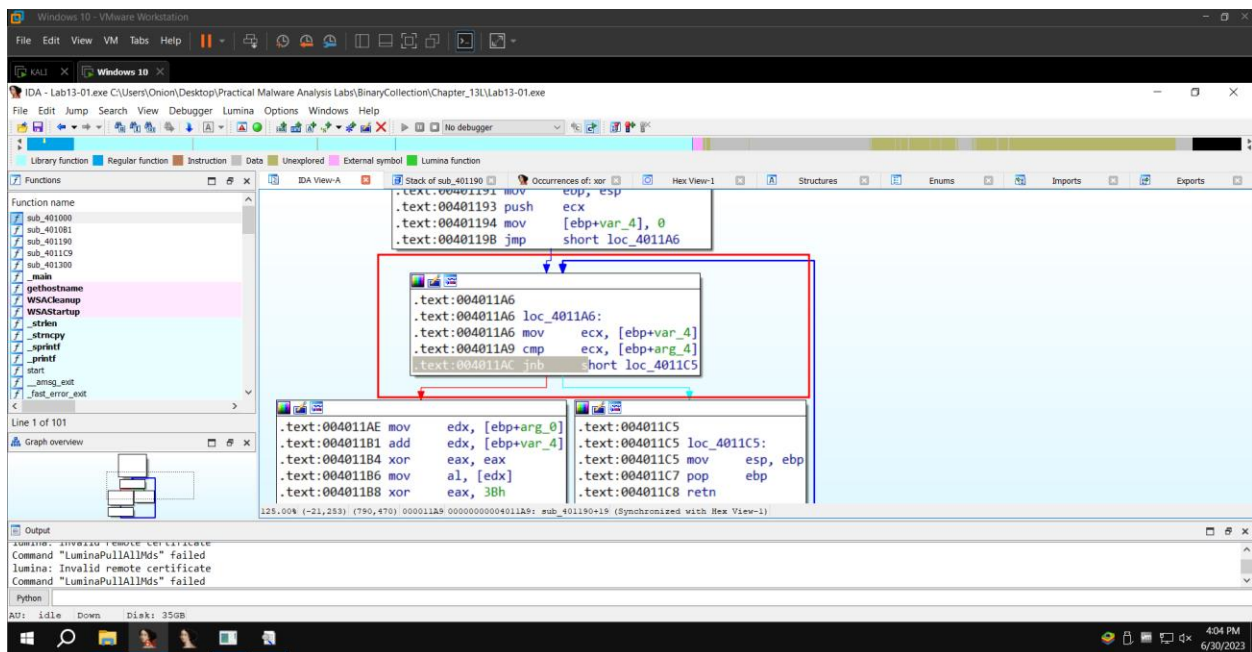 Windows 10 - VMware Workstation
File Edit View VM Tabs Help
KALI Windows 10
IDA - Lab13-01.exe C:\Users\Onion\Desktop\Practical Malware Analysis Labs\BinaryCollection\Chapter_13L\Lab13-01.exe
File Edit Jump Search View Debugger Lumina Options Windows Help
No debugger
Library function Regular function Instruction Data Unexplored External symbol Lumina function
Functions
IDA View-A Stack of sub_401190 Occurrences of: xor Hex View-1 Structures Enums Imports Exports
Function name
sub_401000
sub_4010B1
sub_401190
sub_4011C9
sub_401300
_main
gethostname
WSACleanup
WSAStartup
_strlen
_strncpy
_sprintf
_printf
start
__amsg_exit
_fast_error_exit
Line 1 of 101
Graph overview
.text:00401191 mov ebp, esp
.text:00401193 push ecx
.text:00401194 mov [ebp+var_4], 0
.text:0040119B jmp short loc_4011A6
.text:004011A6
.text:004011A6 loc_4011A6:
.text:004011A6 mov ecx, [ebp+var_4]
.text:004011A9 cmp ecx, [ebp+arg_4]
.text:004011AC jnb short loc_4011C5
.text:004011AE mov edx, [ebp+arg_0]
.text:004011B1 add edx, [ebp+var_4]
.text:004011B4 xor eax, eax
.text:004011B6 mov al, [edx]
.text:004011B8 xor eax, 3Bh
.text:004011C5
.text:004011C5 loc_4011C5:
.text:004011C5 mov esp, ebp
.text:004011C7 pop ebp
.text:004011C8 retn
125.00% (-21,253) (790,470) 000011A9 00000000004011A9: sub_401190+19 (Synchronized with Hex View-1)
Output
lumina: Invalid remote certificate
Command "LuminaPullAllMds" failed
lumina: Invalid remote certificate
Command "LuminaPullAllMds" failed
Python
AU: idle Down Disk: 35GB
4:04 PM
6/30/2023